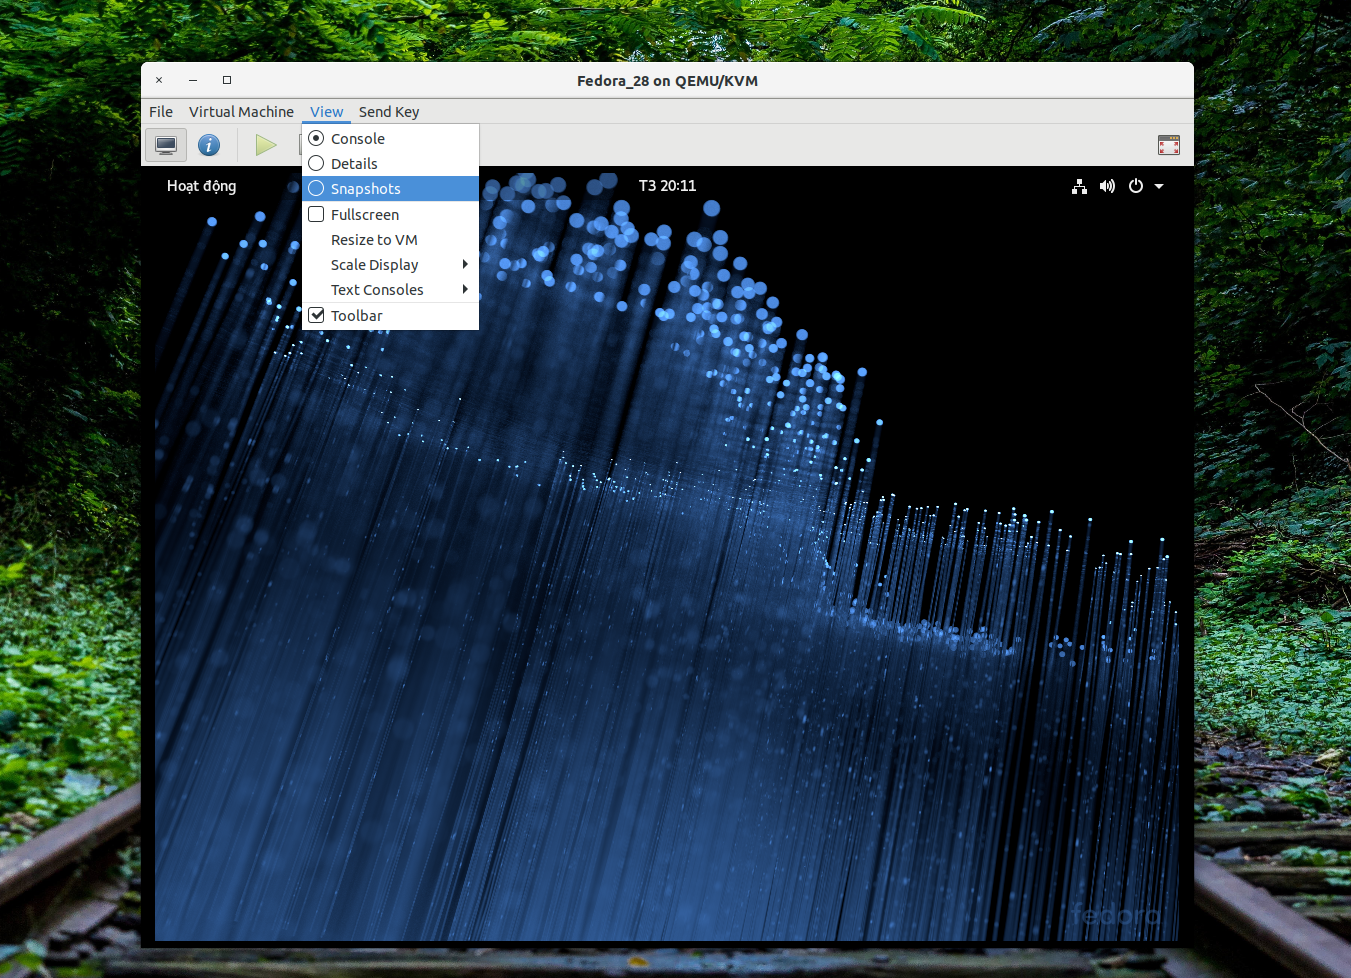 Fedora_28 on QEMU/KVM
File Virtual Machine View Send Key
Console
Details
Snapshots
Fullscreen
Resize to VM
Scale Display
Text Consoles
Toolbar
Hoạt động T3 20:11
fedora